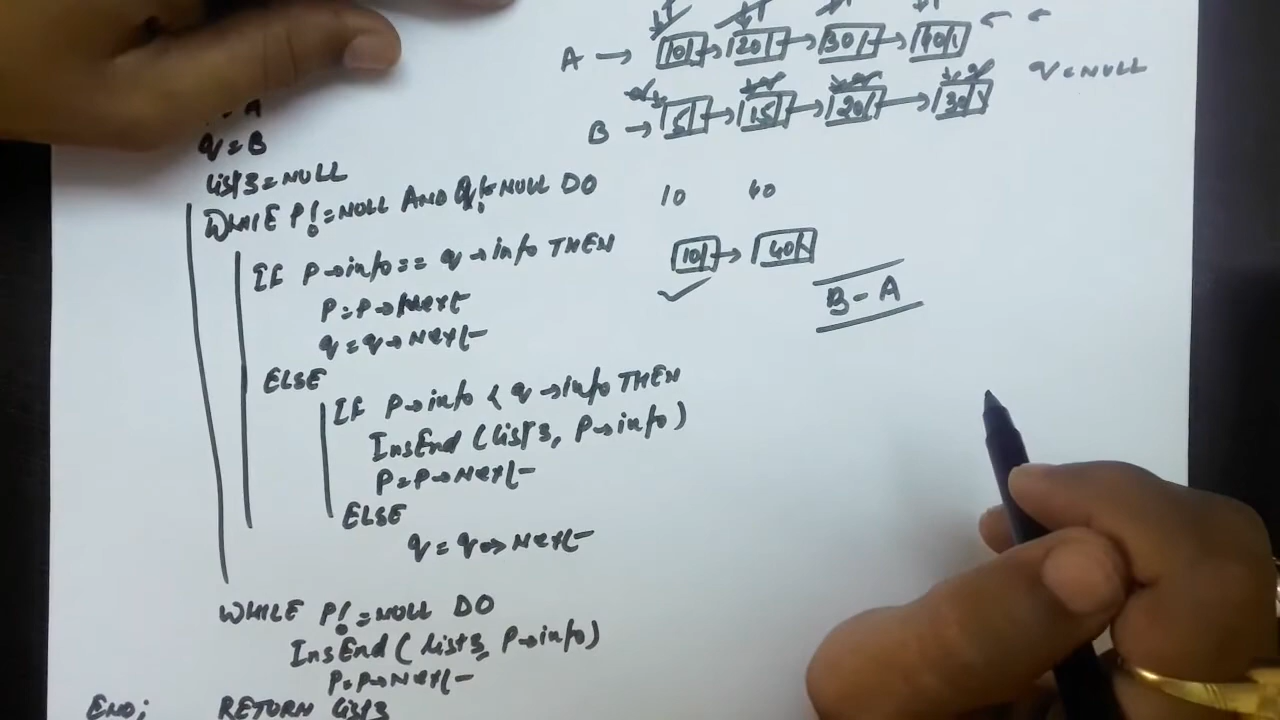 A → 10 → 20 → 30 → 40
B → 5 → 15 → 20 → 30
q = NULL
A
q = B
list3 = NULL
WHILE P != NULL AND Q != NULL DO
10 40
IF P→info == q→info THEN
10 → 40
P = P→Next
B - A
q = q→Next
ELSE
IF P→info < q→info THEN
InsEnd (list3, P→info)
P = P→Next
ELSE
q = q→Next
WHILE P != NULL DO
InsEnd (list3, P→info)
P = P→Next
END; RETURN list3